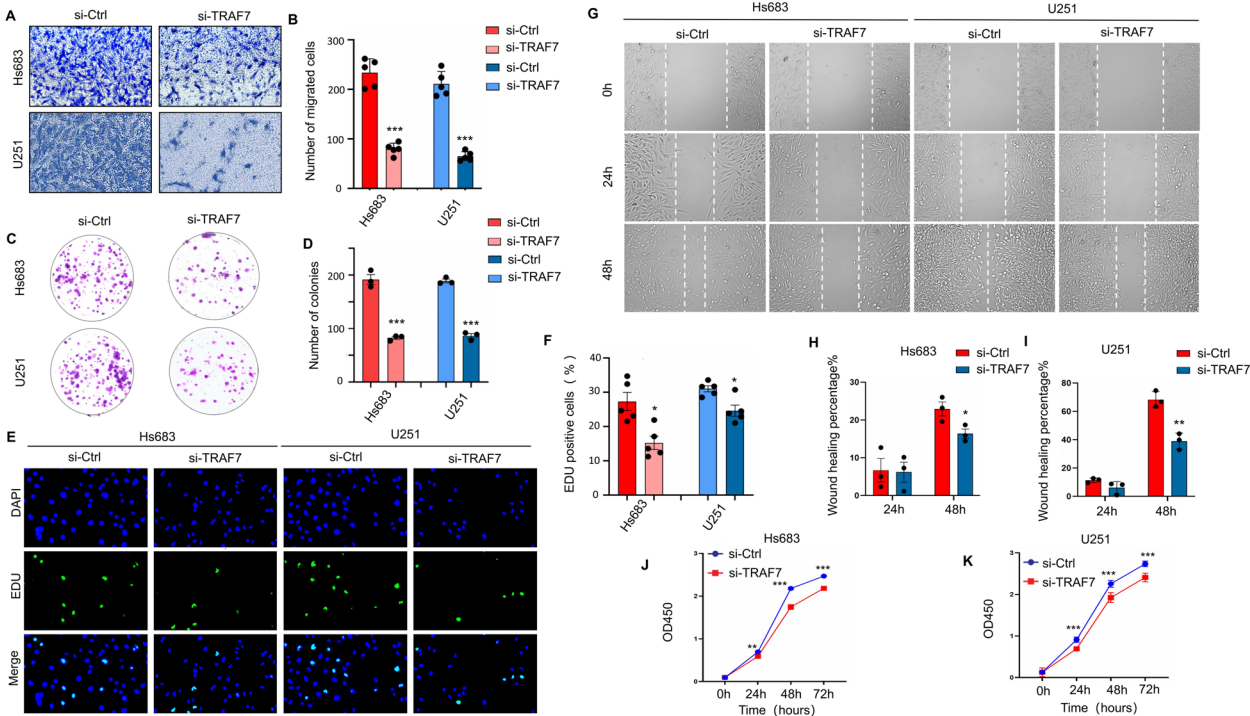 A
si-Ctrl
si-TRAF7
Hs683
U251
B
Number of migrated cells
300
200
100
0
***
***
Hs683
U251
si-Ctrl
si-TRAF7
si-Ctrl
si-TRAF7
C
si-Ctrl
si-TRAF7
Hs683
U251
D
Number of colonies
200
100
0
***
***
Hs683
U251
si-Ctrl
si-TRAF7
si-Ctrl
si-TRAF7
E
Hs683
U251
si-Ctrl
si-TRAF7
si-Ctrl
si-TRAF7
DAPI
EDU
Merge
F
EDU positive cells（%）
40
30
20
10
0
*
*
Hs683
U251
G
Hs683
U251
si-Ctrl
si-TRAF7
si-Ctrl
si-TRAF7
0h
24h
48h
H
Hs683
si-Ctrl
si-TRAF7
Wound healing percentage%
30
20
10
0
*
24h
48h
I
U251
si-Ctrl
si-TRAF7
Wound healing percentage%
80
60
40
20
0
**
24h
48h
J
Hs683
si-Ctrl
si-TRAF7
OD450
3
2
1
0
**
***
***
0h
24h
48h
72h
Time（hours）
K
U251
si-Ctrl
si-TRAF7
OD450
3
2
1
0
***
***
***
0h
24h
48h
72h
Time（hours）